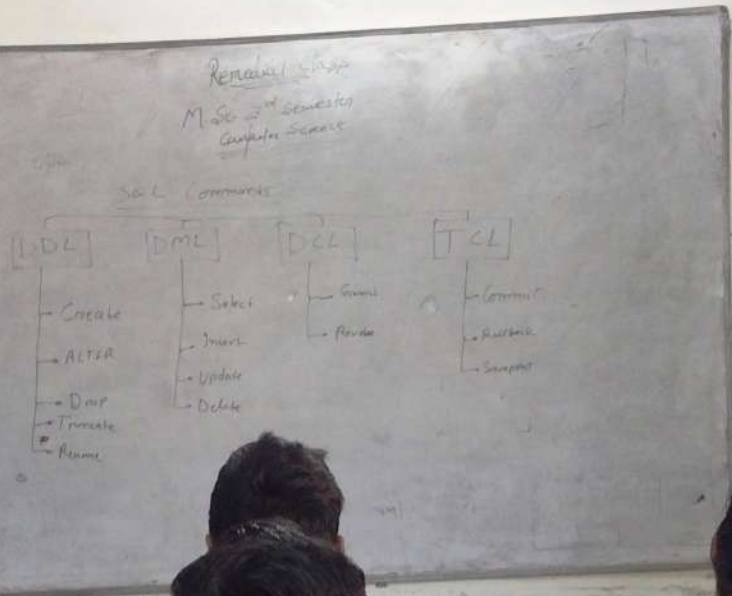 Remedial Class
M.Sc 2nd Semester
Computer Science
SQL Commands
[DDL] [DML] [DCL] [TCL]
Create
ALTER
Drop
Truncate
Rename
Select
Insert
Update
Delete
Grant
Revoke
Commit
Rollback
Savepoint